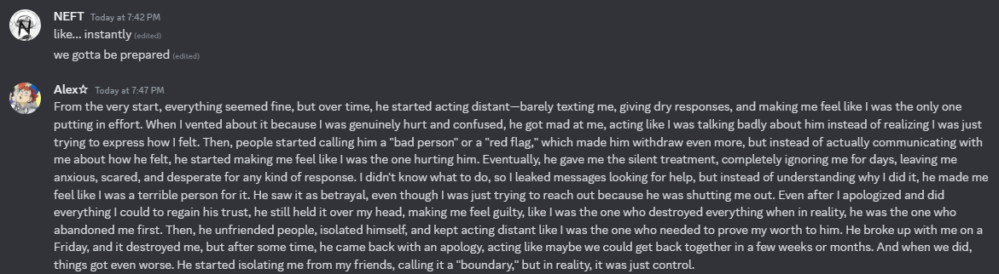 NEFT Today at 7:42 PM
like... instantly (edited)
we gotta be prepared (edited)
Alex☆ Today at 7:47 PM
From the very start, everything seemed fine, but over time, he started acting distant—barely texting me, giving dry responses, and making me feel like I was the only one
putting in effort. When I vented about it because I was genuinely hurt and confused, he got mad at me, acting like I was talking badly about him instead of realizing I was just
trying to express how I felt. Then, people started calling him a "bad person" or a "red flag," which made him withdraw even more, but instead of actually communicating with
me about how he felt, he started making me feel like I was the one hurting him. Eventually, he gave me the silent treatment, completely ignoring me for days, leaving me
anxious, scared, and desperate for any kind of response. I didn't know what to do, so I leaked messages looking for help, but instead of understanding why I did it, he made me
feel like I was a terrible person for it. He saw it as betrayal, even though I was just trying to reach out because he was shutting me out. Even after I apologized and did
everything I could to regain his trust, he still held it over my head, making me feel guilty, like I was the one who destroyed everything when in reality, he was the one who
abandoned me first. Then, he unfriended people, isolated himself, and kept acting distant like I was the one who needed to prove my worth to him. He broke up with me on a
Friday, and it destroyed me, but after some time, he came back with an apology, acting like maybe we could get back together in a few weeks or months. And when we did,
things got even worse. He started isolating me from my friends, calling it a "boundary," but in reality, it was just control.